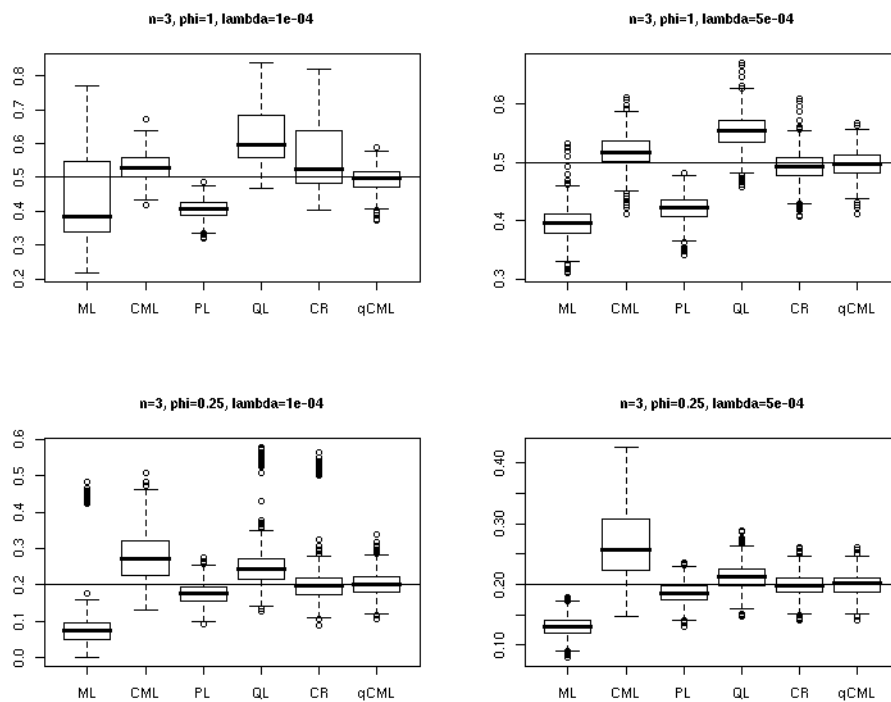 n=3, phi=1, lambda=1e-04
0.8
0.7
0.6
0.5
0.4
0.3
0.2
ML CML PL QL CR qCML
n=3, phi=1, lambda=5e-04
0.6
0.5
0.4
0.3
ML CML PL QL CR qCML
n=3, phi=0.25, lambda=1e-04
0.6
0.5
0.4
0.3
0.2
0.1
0.0
ML CML PL QL CR qCML
n=3, phi=0.25, lambda=5e-04
0.40
0.30
0.20
0.10
ML CML PL QL CR qCML